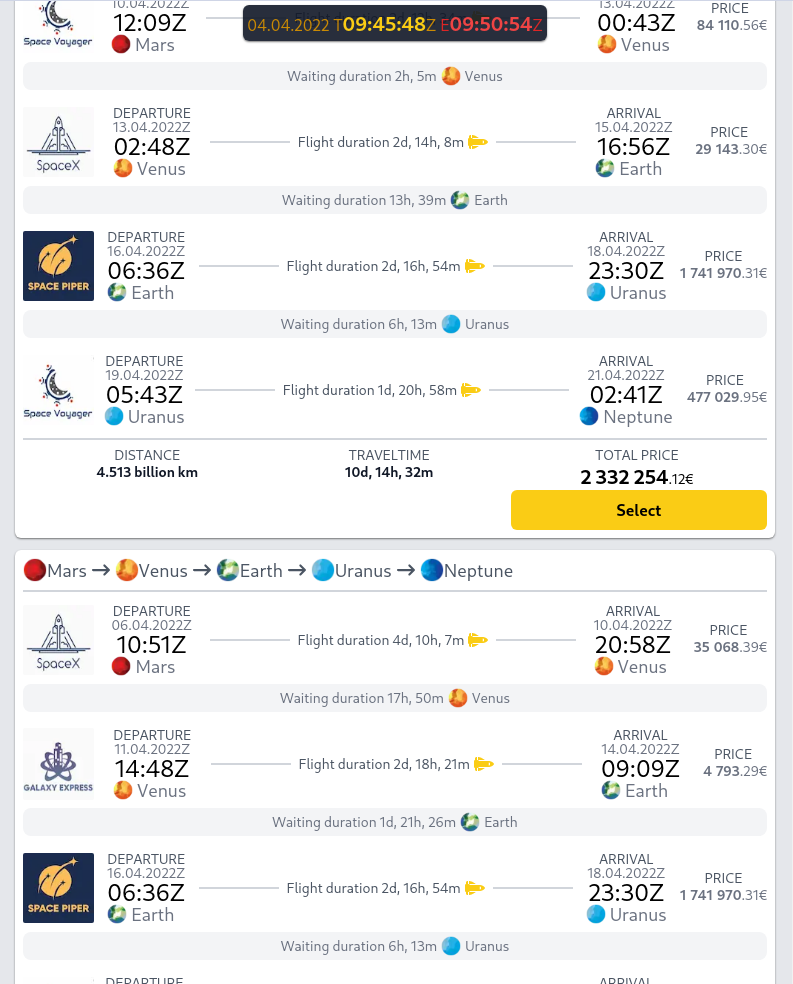 04.04.2022 T09:45:48Z E09:50:54Z
Space Voyager
12:09Z
Mars
13.04.2022Z
00:43Z
Venus
PRICE
84 110.56€
Waiting duration 2h, 5m Venus
SpaceX
DEPARTURE
13.04.2022Z
02:48Z
Venus
Flight duration 2d, 14h, 8m
ARRIVAL
15.04.2022Z
16:56Z
Earth
PRICE
29 143.30€
Waiting duration 13h, 39m Earth
SPACE PIPER
DEPARTURE
16.04.2022Z
06:36Z
Earth
Flight duration 2d, 16h, 54m
ARRIVAL
18.04.2022Z
23:30Z
Uranus
PRICE
1 741 970.31€
Waiting duration 6h, 13m Uranus
Space Voyager
DEPARTURE
19.04.2022Z
05:43Z
Uranus
Flight duration 1d, 20h, 58m
ARRIVAL
21.04.2022Z
02:41Z
Neptune
PRICE
477 029.95€
DISTANCE
4.513 billion km
TRAVELTIME
10d, 14h, 32m
TOTAL PRICE
2 332 254.12€
Select
Mars → Venus → Earth → Uranus → Neptune
SpaceX
DEPARTURE
06.04.2022Z
10:51Z
Mars
Flight duration 4d, 10h, 7m
ARRIVAL
10.04.2022Z
20:58Z
Venus
PRICE
35 068.39€
Waiting duration 17h, 50m Venus
GALAXY EXPRESS
DEPARTURE
11.04.2022Z
14:48Z
Venus
Flight duration 2d, 18h, 21m
ARRIVAL
14.04.2022Z
09:09Z
Earth
PRICE
4 793.29€
Waiting duration 1d, 21h, 26m Earth
SPACE PIPER
DEPARTURE
16.04.2022Z
06:36Z
Earth
Flight duration 2d, 16h, 54m
ARRIVAL
18.04.2022Z
23:30Z
Uranus
PRICE
1 741 970.31€
Waiting duration 6h, 13m Uranus
DEPARTURE
ARRIVAL